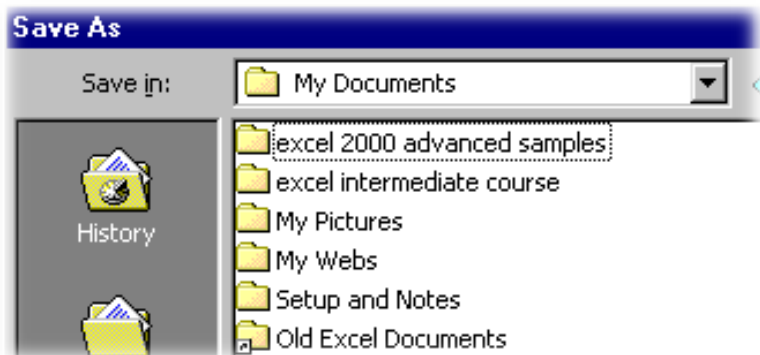 Save As
Save in:
My Documents
excel 2000 advanced samples
excel intermediate course
History
My Pictures
My Webs
Setup and Notes
Old Excel Documents